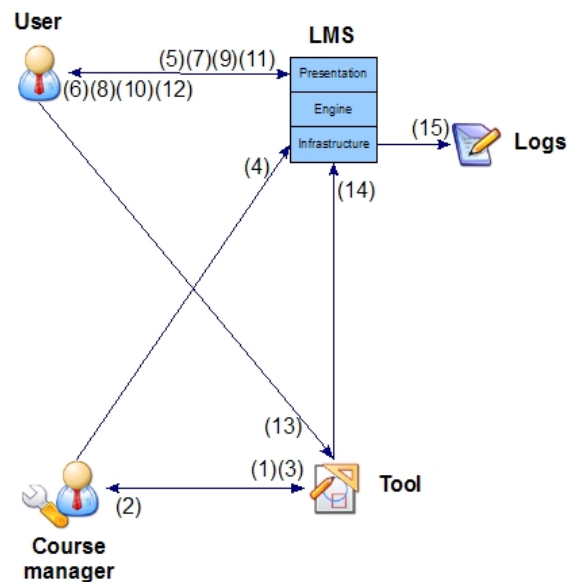 User
LMS
(5)(7)(9)(11)
Presentation
(6)(8)(10)(12)
Engine
Infrastructure
(15)
Logs
(4)
(14)
(13)
(1)(3)
Tool
(2)
Course
manager